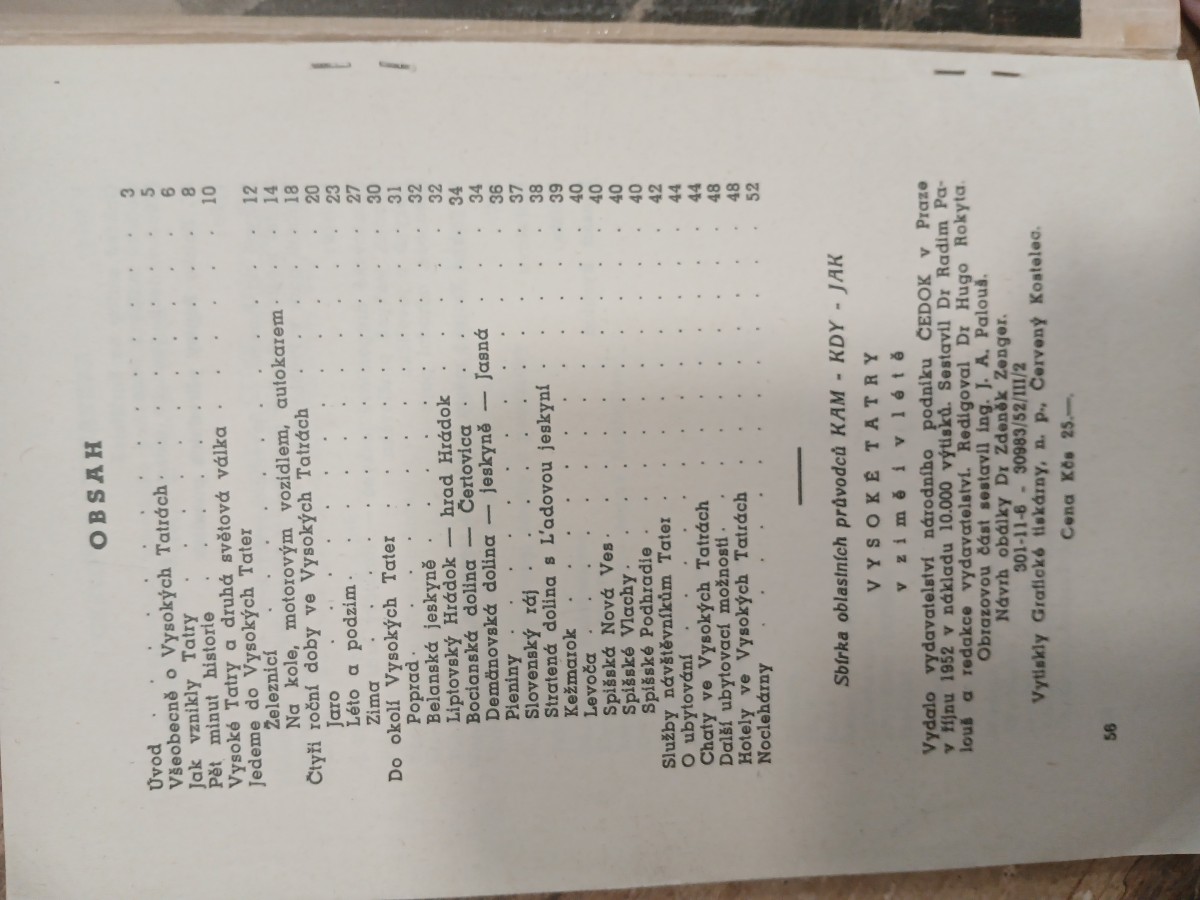 OBSAH
Úvod . . . . . . . . . 3
Všeobecně o Vysokých Tatrách . . . . . 5
Jak vznikly Tatry . . . . . . . 6
Pět minut historie . . . . . . . 8
Vysoké Tatry a druhá světová válka . . . . 10
Jedeme do Vysokých Tater
Železnicí . . . . . . . . 12
Na kole, motorovým vozidlem, autokarem . . 14
Čtyři roční doby ve Vysokých Tatrách . . . 18
Jaro . . . . . . . . . 20
Léto a podzim . . . . . . . 23
Zima . . . . . . . . . 27
Do okolí Vysokých Tater . . . . . . 30
Poprad . . . . . . . . 31
Belanská jeskyně . . . . . . . 32
Liptovský Hrádok — hrad Hrádok . . . . 32
Bocianská dolina — Čertovica . . . . . 34
Demänovská dolina — jeskyně — Jasná . . . 34
Pieniny . . . . . . . . 36
Slovenský ráj . . . . . . . 37
Stratená dolina s L'adovou jeskyní . . . . 38
Kežmarok . . . . . . . . 39
Levoča . . . . . . . . 40
Spišská Nová Ves . . . . . . . 40
Spišské Vlachy . . . . . . . 40
Spišské Podhradie . . . . . . . 40
Služby návštěvníkům Tater . . . . . . 42
O ubytování . . . . . . . . 44
Chaty ve Vysokých Tatrách . . . . . . 44
Další ubytovací možnosti . . . . . . 48
Hotely ve Vysokých Tatrách . . . . . . 48
Noclehárny . . . . . . . . 52
Sbírka oblastních průvodců KAM - KDY - JAK
VYSOKÉ TATRY
v zimě i v létě
Vydalo vydavatelství národního podniku ČEDOK v Praze
v říjnu 1952 v nákladu 10.000 výtisků. Sestavil Dr Radim Pa-
louš a redakce vydavatelství. Redigoval Dr Hugo Rokyta.
Obrazovou část sestavil ing. J. A. Palouš.
Návrh obálky Dr Zdeněk Zenger.
301-11-6 - 30983/52/III/2
Vytiskly Grafické tiskárny, n. p., Červený Kostelec.
Cena Kčs 25.—.
56